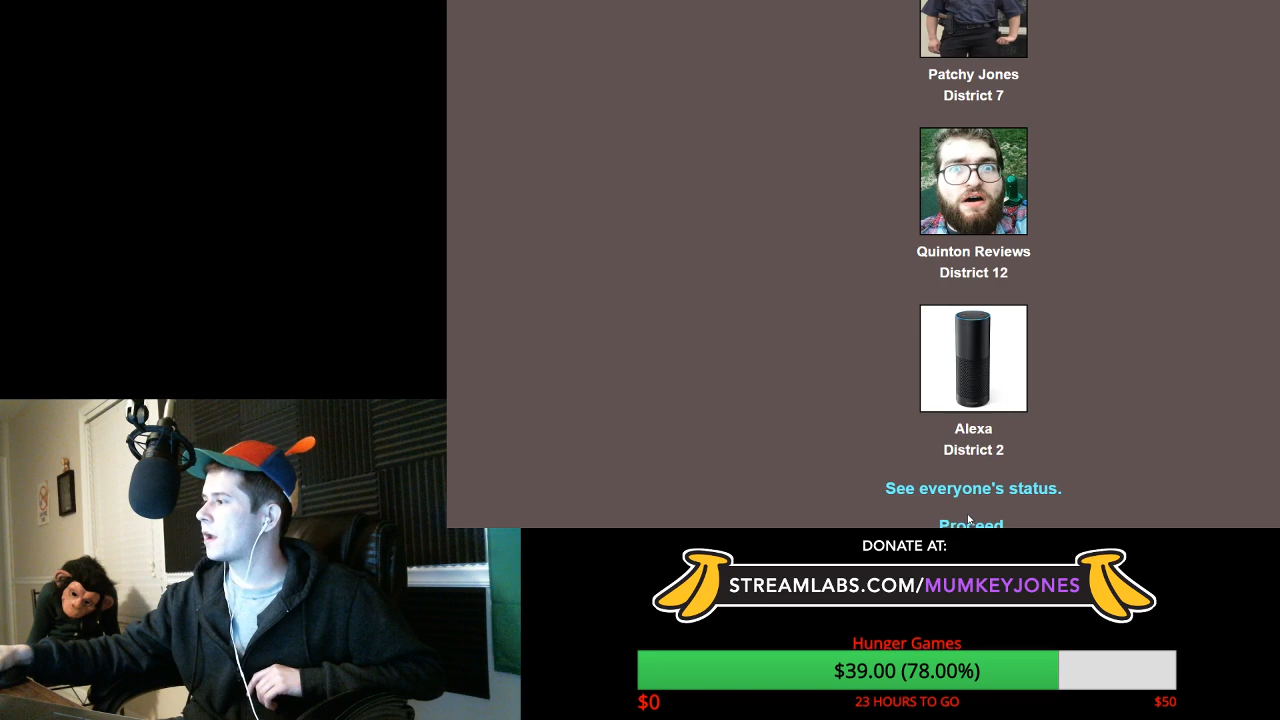 Patchy Jones
District 7
Quinton Reviews
District 12
Alexa
District 2
See everyone's status.
Proceed
DONATE AT:
STREAMLABS.COM/MUMKEYJONES
Hunger Games
$39.00 (78.00%)
$0
23 HOURS TO GO
$50